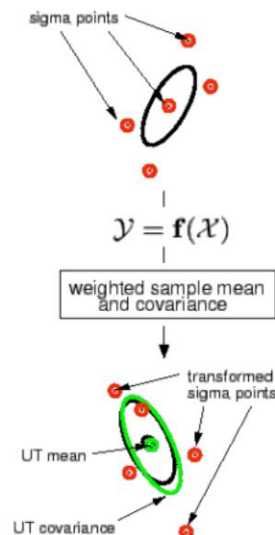 sigma points
𝒴 = f(𝒳)
weighted sample mean
and covariance
transformed
sigma points
UT mean
UT covariance